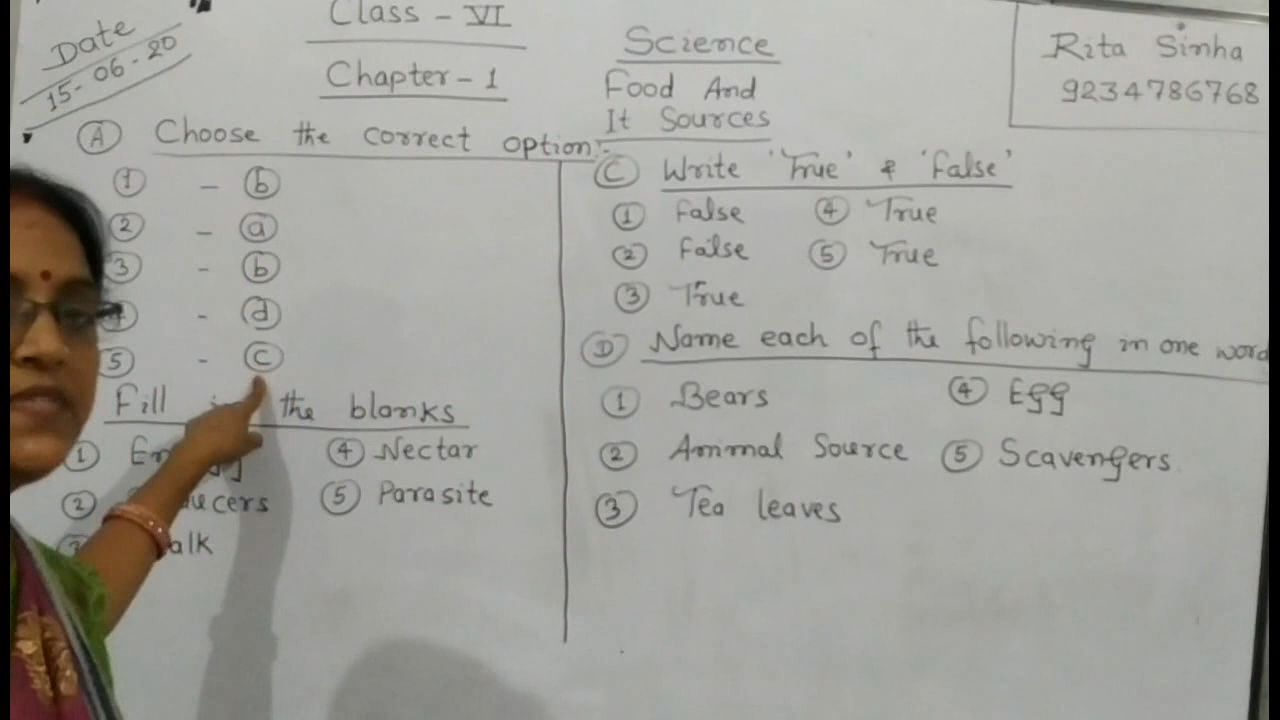 Date
15-06-20
Class - VI
Chapter - 1
Science
Food And
It Sources
Rita Sinha
9234786768
(A) Choose the correct option:-
(1) - (b)
(2) - (a)
(3) - (b)
(4) - (d)
(5) - (c)
Fill the blanks
(1)
(4) Nectar
(2)
(5) Parasite
(C) Write 'True' & 'False'
(1) False (4) True
(2) False (5) True
(3) True
(D) Name each of the following in one word
(1) Bears (4) Egg
(2) Animal Source (5) Scavengers
(3) Tea leaves